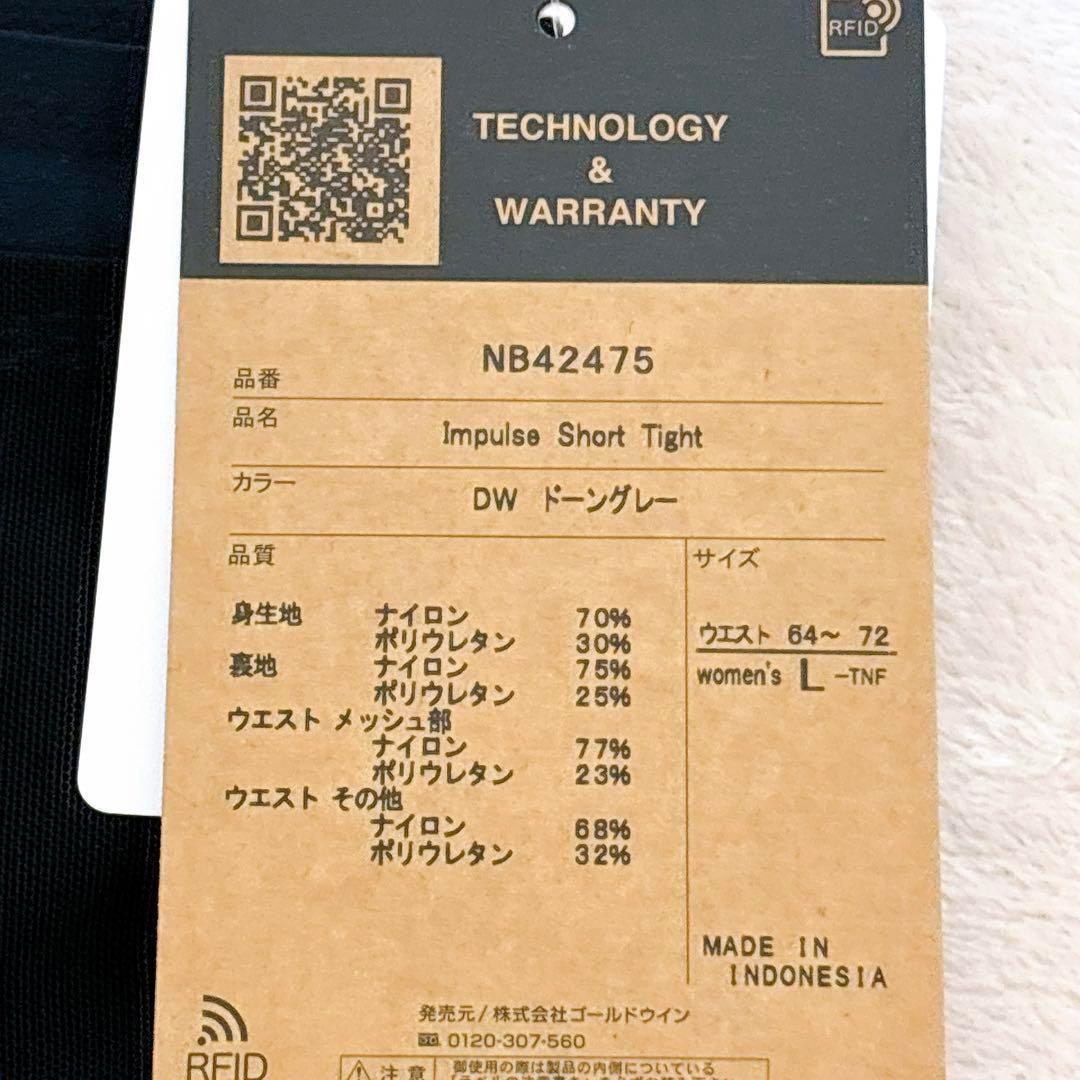 RFID
TECHNOLOGY
&
WARRANTY
品番 NB42475
品名 Impulse Short Tight
カラー DW ドーングレー
品質
身生地 ナイロン 70%
ポリウレタン 30%
裏地 ナイロン 75%
ポリウレタン 25%
ウエスト メッシュ部
ナイロン 77%
ポリウレタン 23%
ウエスト その他
ナイロン 68%
ポリウレタン 32%
サイズ
ウエスト 64～ 72
women's L -TNF
MADE IN
INDONESIA
発売元/株式会社ゴールドウイン
0120-307-560
RFID
注意
御使用の際は製品の内側についている